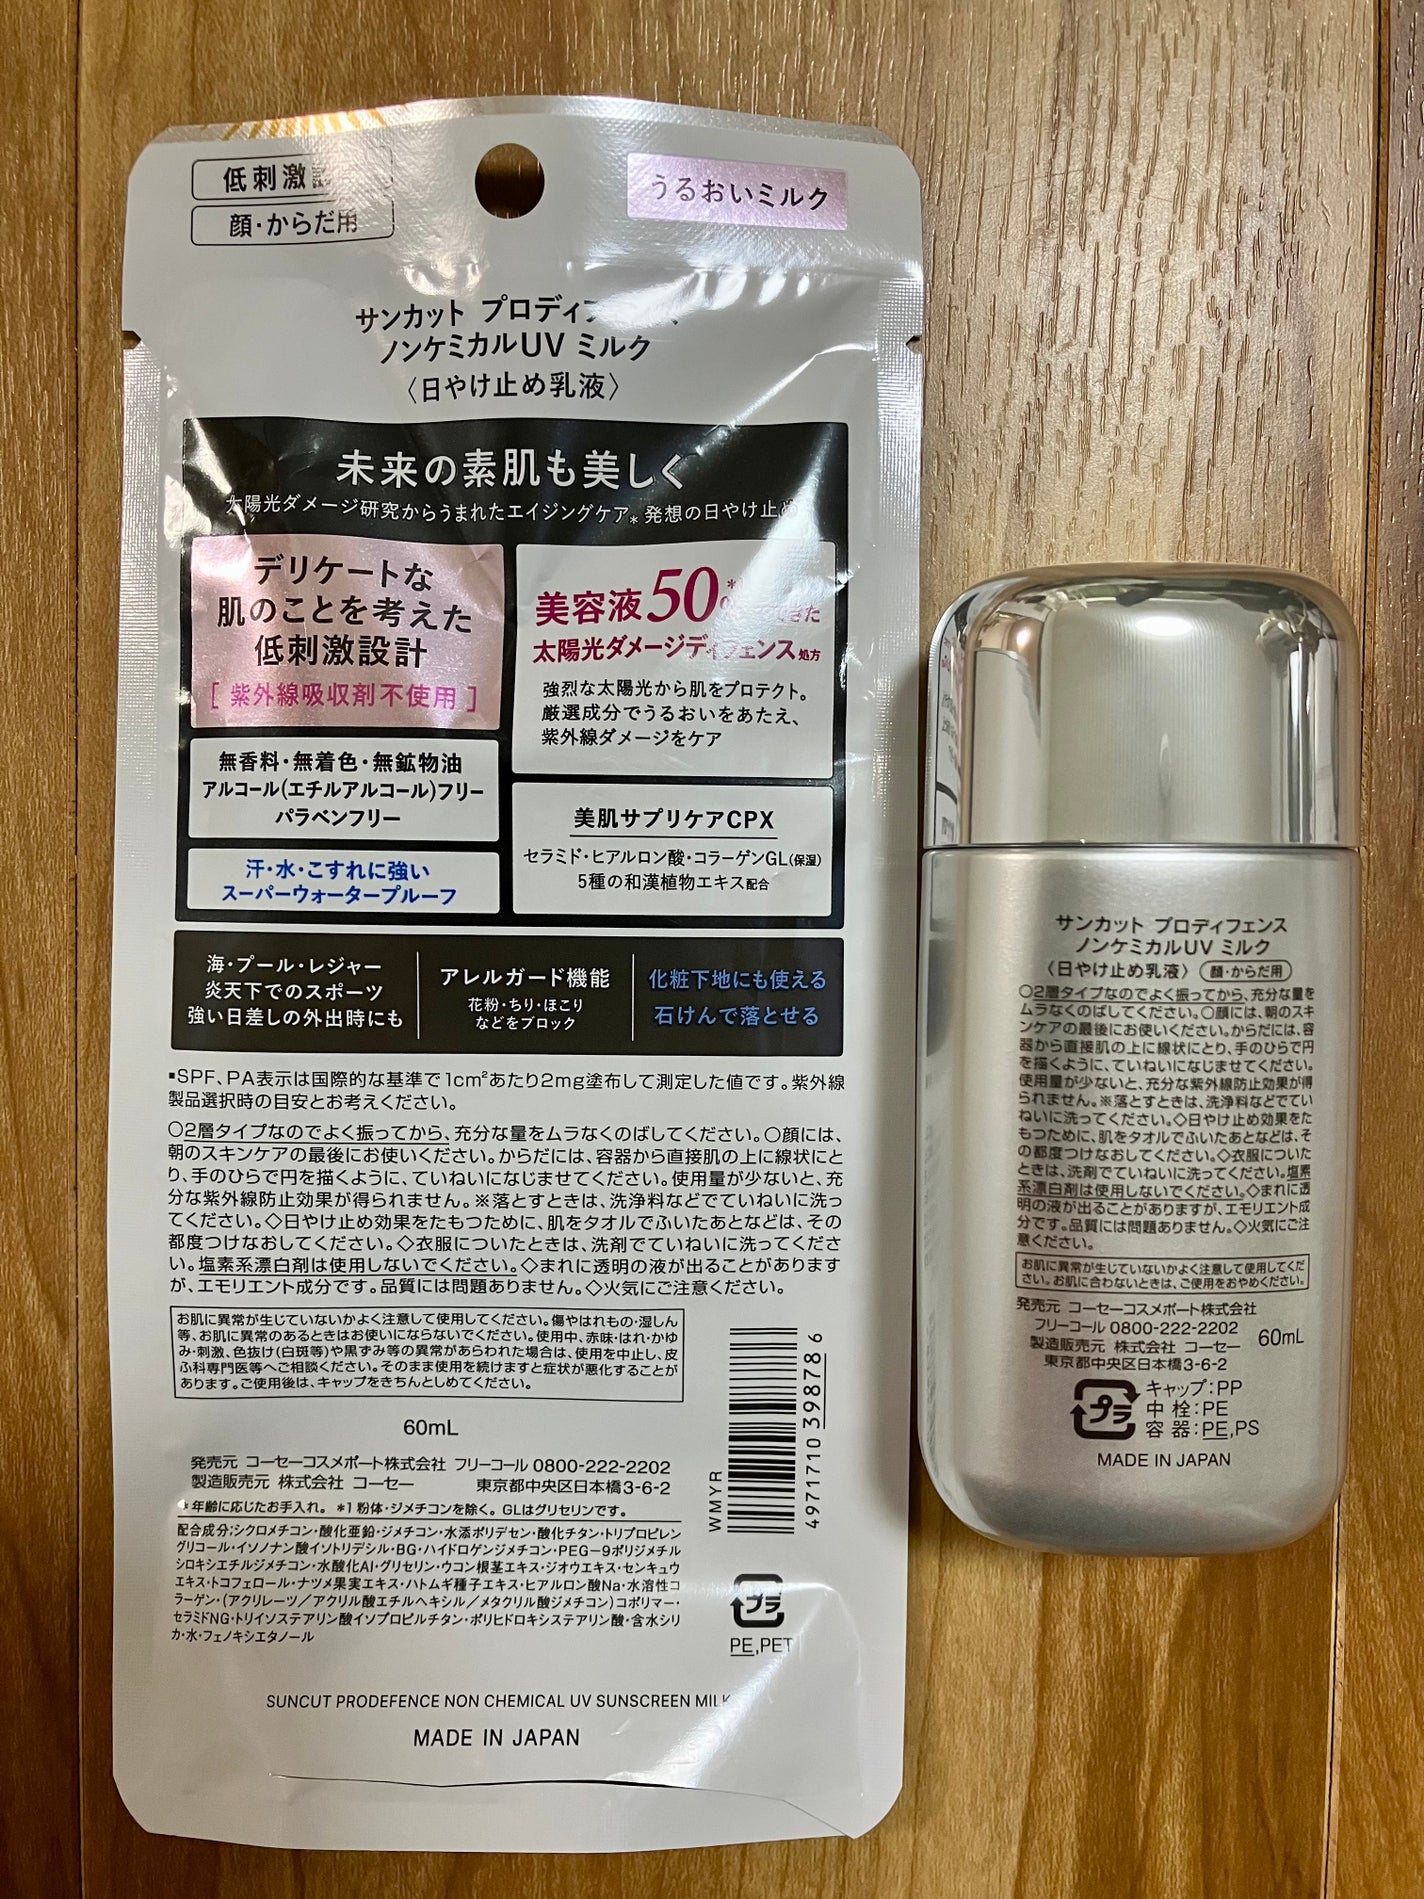 低刺激
顔・からだ用
うるおいミルク
サンカット プロディフ
ノンケミカルUV ミルク
〈日やけ止め乳液〉
未来の素肌も美しく
太陽光ダメージ研究からうまれたエイジングケア* 発想の日やけ止め
デリケートな
肌のことを考えた
低刺激設計
[ 紫外線吸収剤不使用 ]
無香料・無着色・無鉱物油
アルコール(エチルアルコール)フリー
パラベンフリー
汗・水・こすれに強い
スーパーウォータープルーフ
美容液50
太陽光ダメージディフェンス処方
強烈な太陽光から肌をプロテクト。
厳選成分でうるおいをあたえ、
紫外線ダメージをケア
美肌サプリケアCPX
セラミド・ヒアルロン酸・コラーゲンGL(保湿)
5種の和漢植物エキス配合
海・プール・レジャー
炎天下でのスポーツ
強い日差しの外出時にも
アレルガード機能
花粉・ちり・ほこり
などをブロック
化粧下地にも使える
石けんで落とせる
▪SPF、PA表示は国際的な基準で1cm²あたり2mg塗布して測定した値です。紫外線
製品選択時の目安とお考えください。
○2層タイプなのでよく振ってから、充分な量をムラなくのばしてください。○顔には、
朝のスキンケアの最後にお使いください。からだには、容器から直接肌の上に線状にと
り、手のひらで円を描くように、ていねいになじませてください。使用量が少ないと、充
分な紫外線防止効果が得られません。※落とすときは、洗浄料などでていねいに洗っ
てください。◇日やけ止め効果をたもつために、肌をタオルでふいたあとなどは、その
都度つけなおしてください。◇衣服についたときは、洗剤でていねいに洗ってくださ
い。塩素系漂白剤は使用しないでください。◇まれに透明の液が出ることがあります
が、エモリエント成分です。品質には問題ありません。◇火気にご注意ください。
お肌に異常が生じていないかよく注意して使用してください。傷やはれもの・湿しん
等、お肌に異常のあるときはお使いにならないでください。使用中、赤味・はれ・かゆ
み・刺激、色抜け(白斑等)や黒ずみ等の異常があらわれた場合は、使用を中止し、皮
ふ科専門医等へご相談ください。そのまま使用を続けますと症状が悪化することが
あります。ご使用後は、キャップをきちんとしめてください。
60mL
発売元 コーセーコスメポート株式会社 フリーコール 0800-222-2202
製造販売元 株式会社 コーセー 東京都中央区日本橋3-6-2
*年齢に応じたお手入れ。 *1 粉体・ジメチコンを除く。 GLはグリセリンです。
配合成分;シクロメチコン・酸化亜鉛・ジメチコン・水添ポリデセン・酸化チタン・トリプロピレン
グリコール・イソノナン酸イソトリデシル・BG・ハイドロゲンジメチコン・PEG-9ポリジメチル
シロキシエチルジメチコン・水酸化Al・グリセリン・ウコン根茎エキス・ジオウエキス・センキュウ
エキス・トコフェロール・ナツメ果実エキス・ハトムギ種子エキス・ヒアルロン酸Na・水溶性コ
ラーゲン・(アクリレーツ/アクリル酸エチルヘキシル/メタクリル酸ジメチコン)コポリマー・
セラミドNG・トリイソステアリン酸イソプロピルチタン・ポリヒドロキシステアリン酸・含水シリ
カ・水・フェノキシエタノール
WMYR
4971710 39878 6
プラ
PE,PET
SUNCUT PRODEFENCE NON CHEMICAL UV SUNSCREEN MILK
MADE IN JAPAN
サンカット プロディフェンス
ノンケミカルUV ミルク
〈日やけ止め乳液〉 顔・からだ用
○2層タイプなのでよく振ってから、充分な量を
ムラなくのばしてください。○顔には、朝のスキ
ンケアの最後にお使いください。からだには、容
器から直接肌の上に線状にとり、手のひらで円
を描くように、ていねいになじませてください。
使用量が少ないと、充分な紫外線防止効果が得
られません。※落とすときは、洗浄料などでてい
ねいに洗ってください。◇日やけ止め効果をた
もつために、肌をタオルでふいたあとなどは、そ
の都度つけなおしてください。◇衣服についた
ときは、洗剤でていねいに洗ってください。塩素
系漂白剤は使用しないでください。◇まれに透
明の液が出ることがありますが、エモリエント成
分です。品質には問題ありません。◇火気にご注
意ください。
お肌に異常が生じていないかよく注意して使用してくだ
さい。お肌に合わないときは、ご使用をおやめください。
発売元 コーセーコスメポート株式会社
フリーコール 0800-222-2202
製造販売元 株式会社 コーセー
東京都中央区日本橋3-6-2
60mL
プラ
キャップ:PP
中 栓:PE
容 器:PE,PS
MADE IN JAPAN